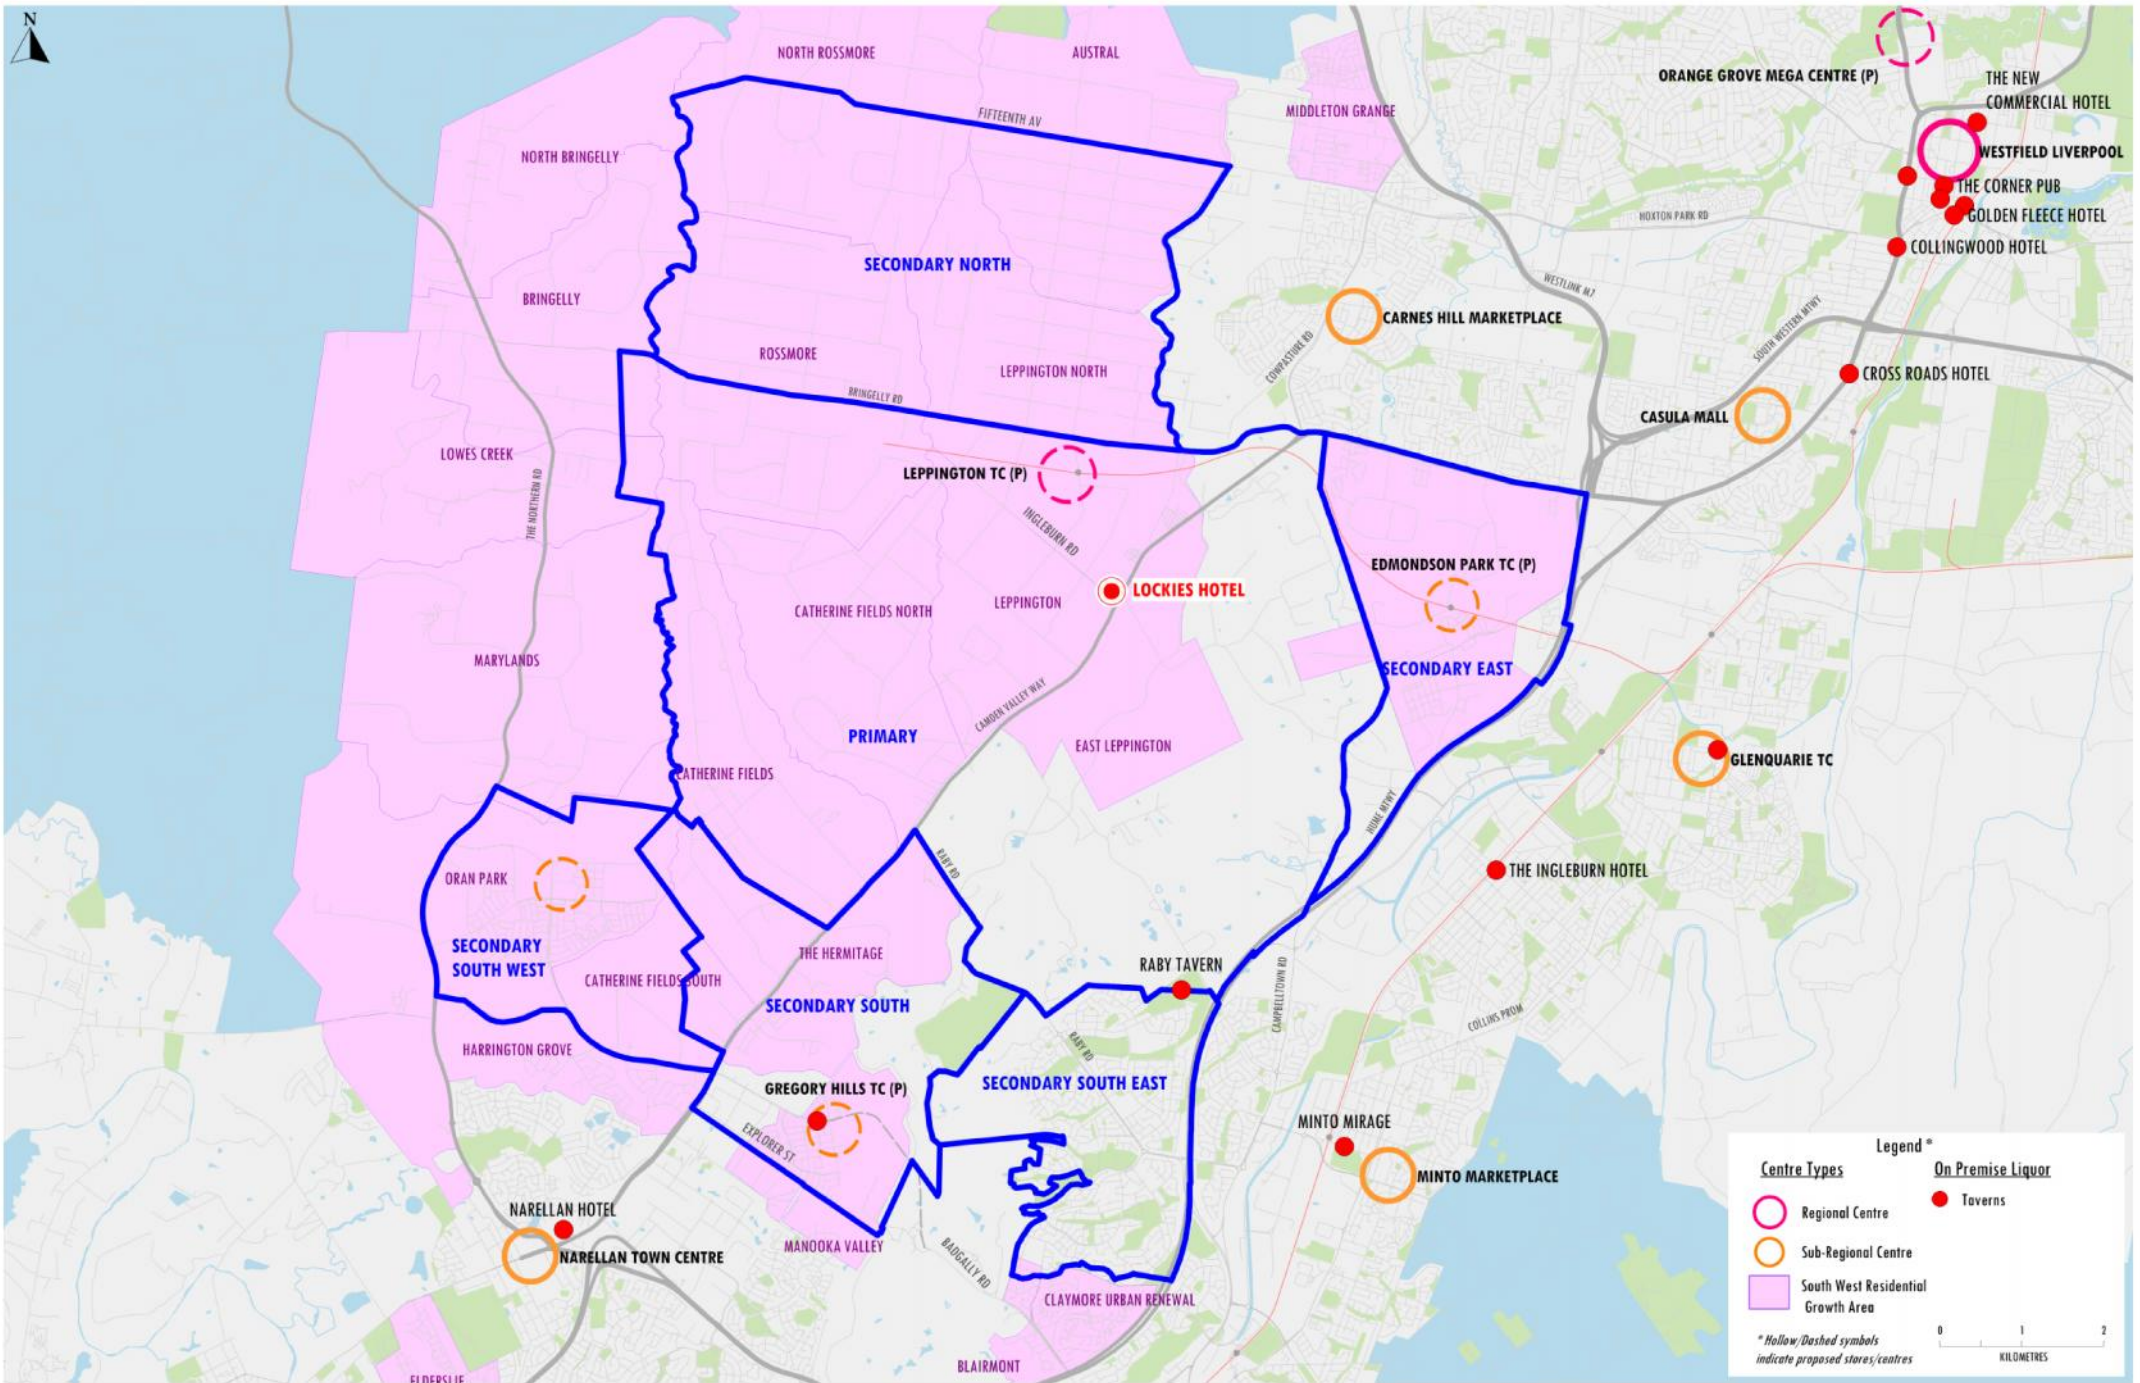 N
NORTH ROSSMORE
AUSTRAL
ORANGE GROVE MEGA CENTRE (P)
THE NEW
COMMERCIAL HOTEL
MIDDLETON GRANGE
FIFTEENTH AV
NORTH BRINGELLY
WESTFIELD LIVERPOOL
THE CORNER PUB
HOXTON PARK RD
GOLDEN FLEECE HOTEL
COLLINGWOOD HOTEL
SECONDARY NORTH
WESTLINK M7
BRINGELLY
CARNES HILL MARKETPLACE
SOUTH WESTERN MTWY
COWPASTURE RD
ROSSMORE
LEPPINGTON NORTH
CROSS ROADS HOTEL
BRINGELLY RD
CASULA MALL
LOWES CREEK
LEPPINGTON TC (P)
THE NORTHERN RD
INGLEBURN RD
EDMONDSON PARK TC (P)
LOCKIES HOTEL
LEPPINGTON
CATHERINE FIELDS NORTH
MARYLANDS
SECONDARY EAST
CAMDEN VALLEY WAY
PRIMARY
EAST LEPPINGTON
CATHERINE FIELDS
GLENQUARIE TC
HUME MTWY
RABY RD
THE INGLEBURN HOTEL
ORAN PARK
SECONDARY
SOUTH WEST
THE HERMITAGE
RABY TAVERN
CATHERINE FIELDS SOUTH
CAMPBELLTOWN RD
SECONDARY SOUTH
COLLINS PROM
RABY RD
HARRINGTON GROVE
SECONDARY SOUTH EAST
GREGORY HILLS TC (P)
MINTO MIRAGE
EXPLORER ST
MINTO MARKETPLACE
NARELLAN HOTEL
MANOOKA VALLEY
NARELLAN TOWN CENTRE
BADGALLY RD
CLAYMORE URBAN RENEWAL
BLAIRMONT
ELDERSLIE
Legend *
Centre Types
On Premise Liquor
Regional Centre
Taverns
Sub-Regional Centre
South West Residential
Growth Area
* Hollow/Dashed symbols
indicate proposed stores/centres
0 1 2
KILOMETRES